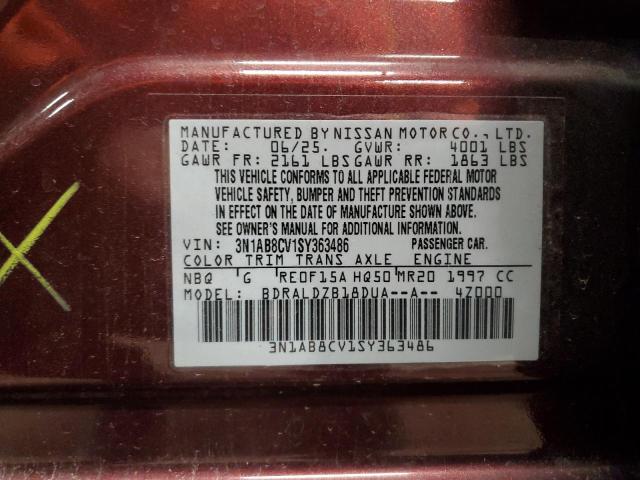 MANUFACTURED BY NISSAN MOTOR CO., LTD.
DATE: 06/25. GVWR: 4001 LBS
GAWR FR: 2161 LBS GAWR RR: 1863 LBS
THIS VEHICLE CONFORMS TO ALL APPLICABLE FEDERAL MOTOR
VEHICLE SAFETY, BUMPER AND THEFT PREVENTION STANDARDS
IN EFFECT ON THE DATE OF MANUFACTURE SHOWN ABOVE.
SEE OWNER'S MANUAL FOR ADDITIONAL INFORMATION.
VIN: 3N1AB8CV1SY363486 PASSENGER CAR.
COLOR TRIM TRANS AXLE ENGINE
NBQ G RE0F15A HQ50 MR20 1997 CC
MODEL: BDRALDZB18DUA--A-- 4Z000
3N1AB8CV1SY363486